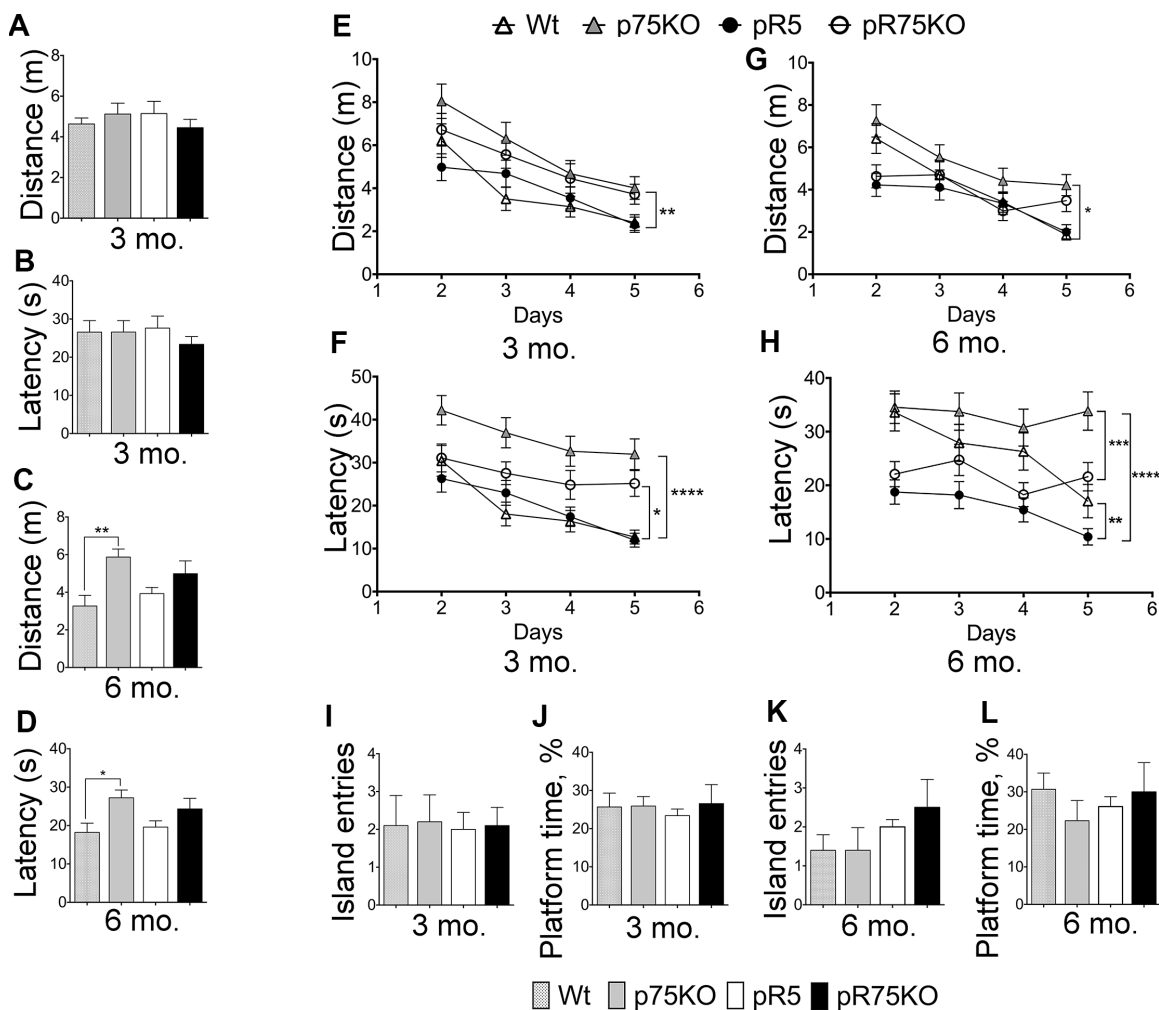 Wt p75KO pR5 pR75KO
A
Distance (m)
8
6
4
2
0
3 mo.
B
Latency (s)
40
30
20
10
0
3 mo.
C
Distance (m)
8
6
4
2
0
**
6 mo.
D
Latency (s)
40
30
20
10
0
*
6 mo.
E
Distance (m)
10
8
6
4
2
0
**
1 2 3 4 5 6
Days
3 mo.
F
Latency (s)
50
40
30
20
10
0
*
****
1 2 3 4 5 6
Days
3 mo.
G
Distance (m)
10
8
6
4
2
0
*
1 2 3 4 5 6
Days
6 mo.
H
Latency (s)
40
30
20
10
0
***
**
****
1 2 3 4 5 6
Days
6 mo.
I
Island entries
4
3
2
1
0
3 mo.
J
Platform time, %
40
30
20
10
0
3 mo.
K
Island entries
4
3
2
1
0
6 mo.
L
Platform time, %
40
30
20
10
0
6 mo.
Wt p75KO pR5 pR75KO